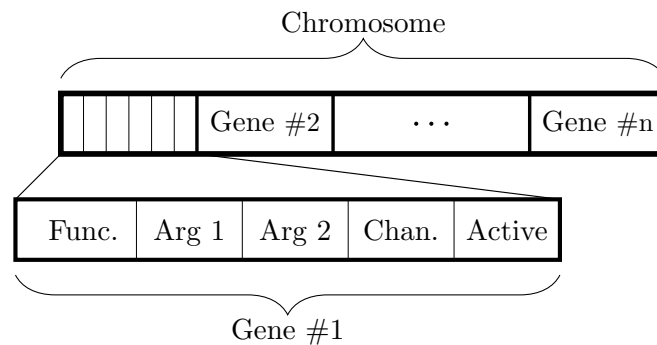 Chromosome
Gene #2 ... Gene #n
Func. Arg 1 Arg 2 Chan. Active
Gene #1